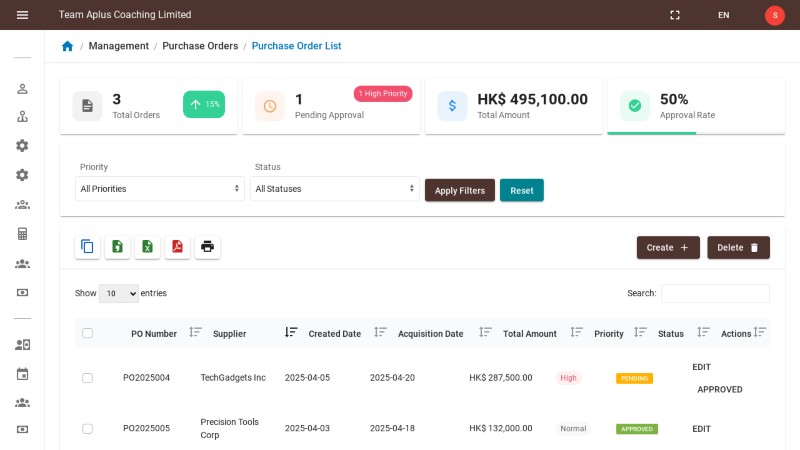 Team Aplus Coaching Limited
EN
S
Management / Purchase Orders / Purchase Order List
3
Total Orders
15%
1
Pending Approval
1 High Priority
HK$ 495,100.00
Total Amount
50%
Approval Rate
Priority
Status
All Priorities
All Statuses
Apply Filters
Reset
Create
Delete
Show 10 entries
Search:
PO Number Supplier Created Date Acquisition Date Total Amount Priority Status Actions
PO2025004 TechGadgets Inc 2025-04-05 2025-04-20 HK$ 287,500.00 High PENDING EDIT
APPROVED
PO2025005 Precision Tools Corp 2025-04-03 2025-04-18 HK$ 132,000.00 Normal APPROVED EDIT